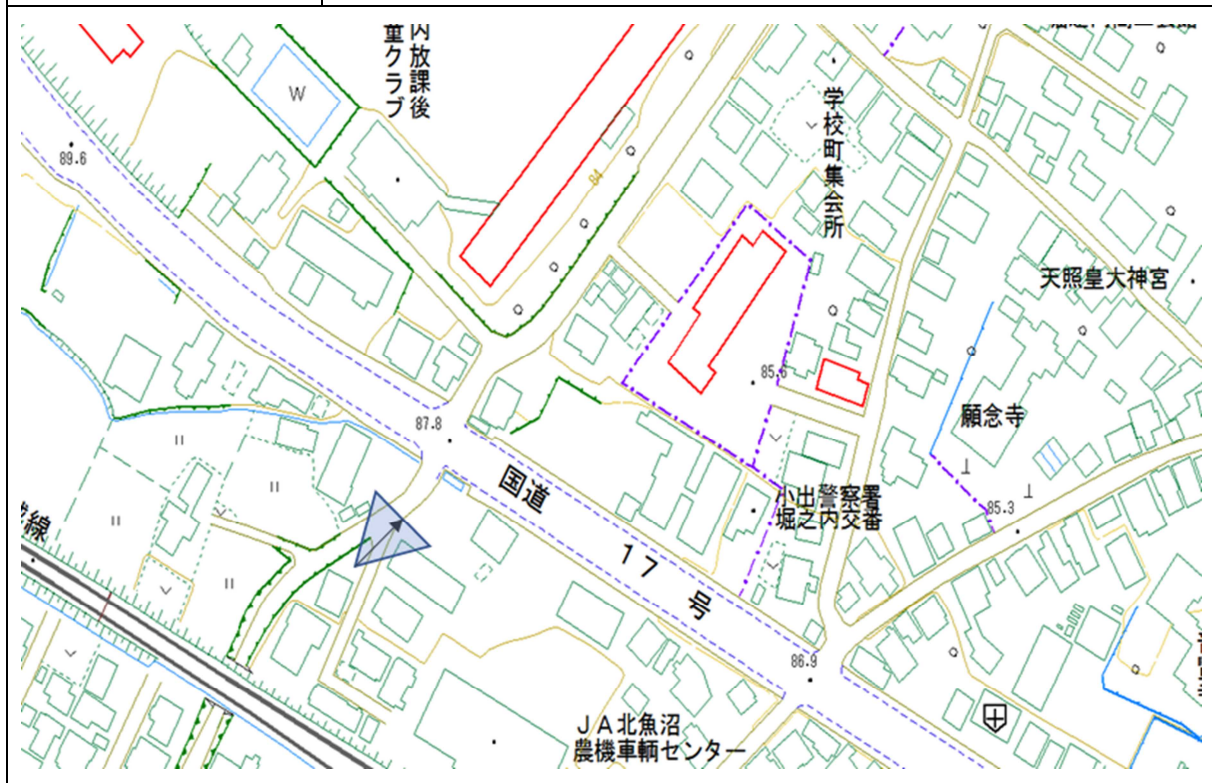 内放課後
童クラブ
W
89.6
84
学校町集会所
天照皇大神宮
85.6
願念寺
87.8
国道
17
号
小出警察署
堀之内交番
85.3
線
86.9
JA北魚沼
農機車輌センター